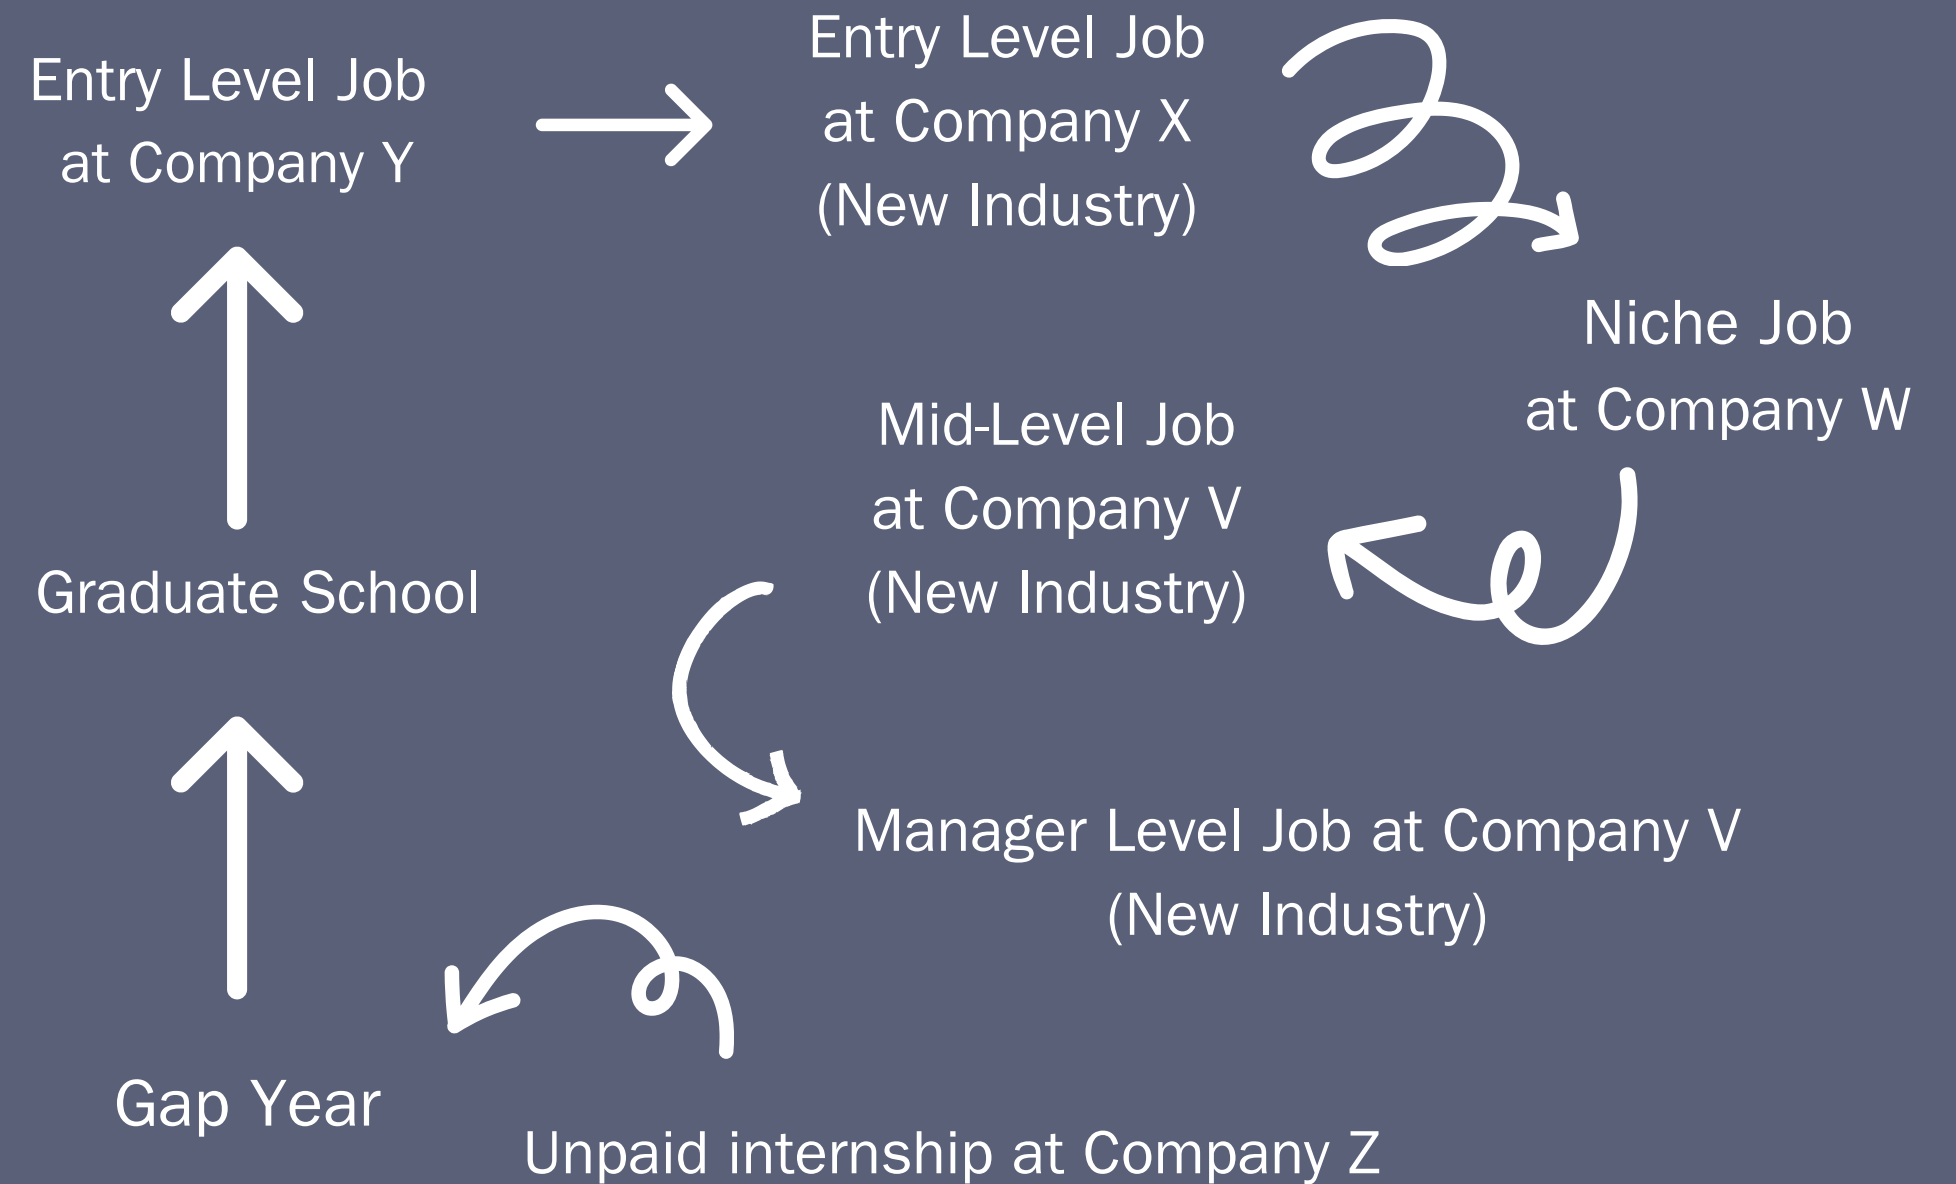 Entry Level Job
at Company Y
Entry Level Job
at Company X
(New Industry)
Niche Job
at Company W
Mid-Level Job
at Company V
(New Industry)
Graduate School
Manager Level Job at Company V
(New Industry)
Gap Year
Unpaid internship at Company Z